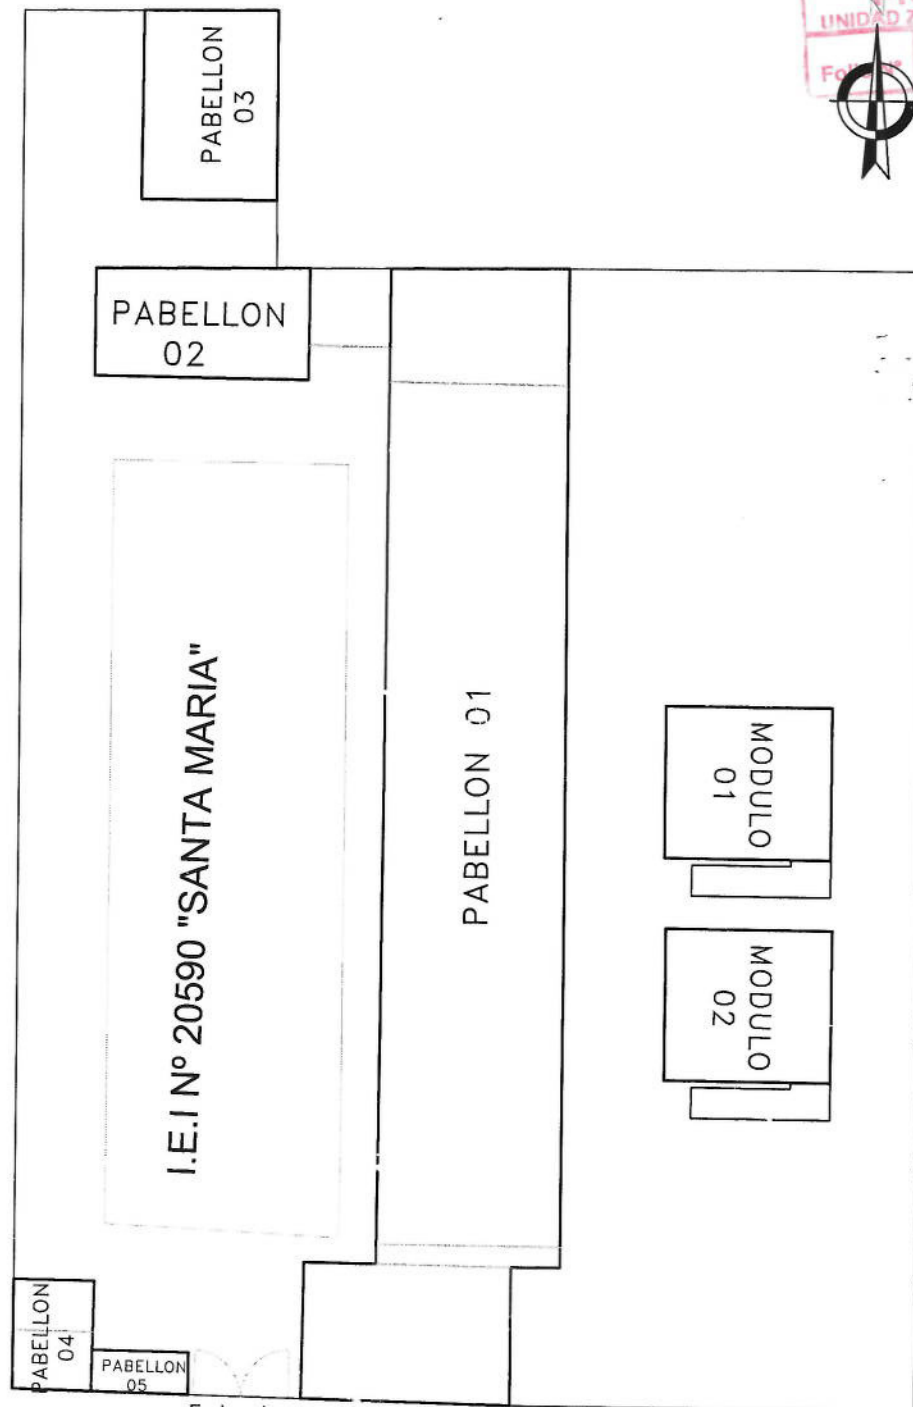 UNIDAD
PABELLON
03
PABELLON
02
I.E.I Nº 20590 "SANTA MARIA"
PABELLON 01
MODULO
01
MODULO
02
PABELLON
04
PABELLON
05